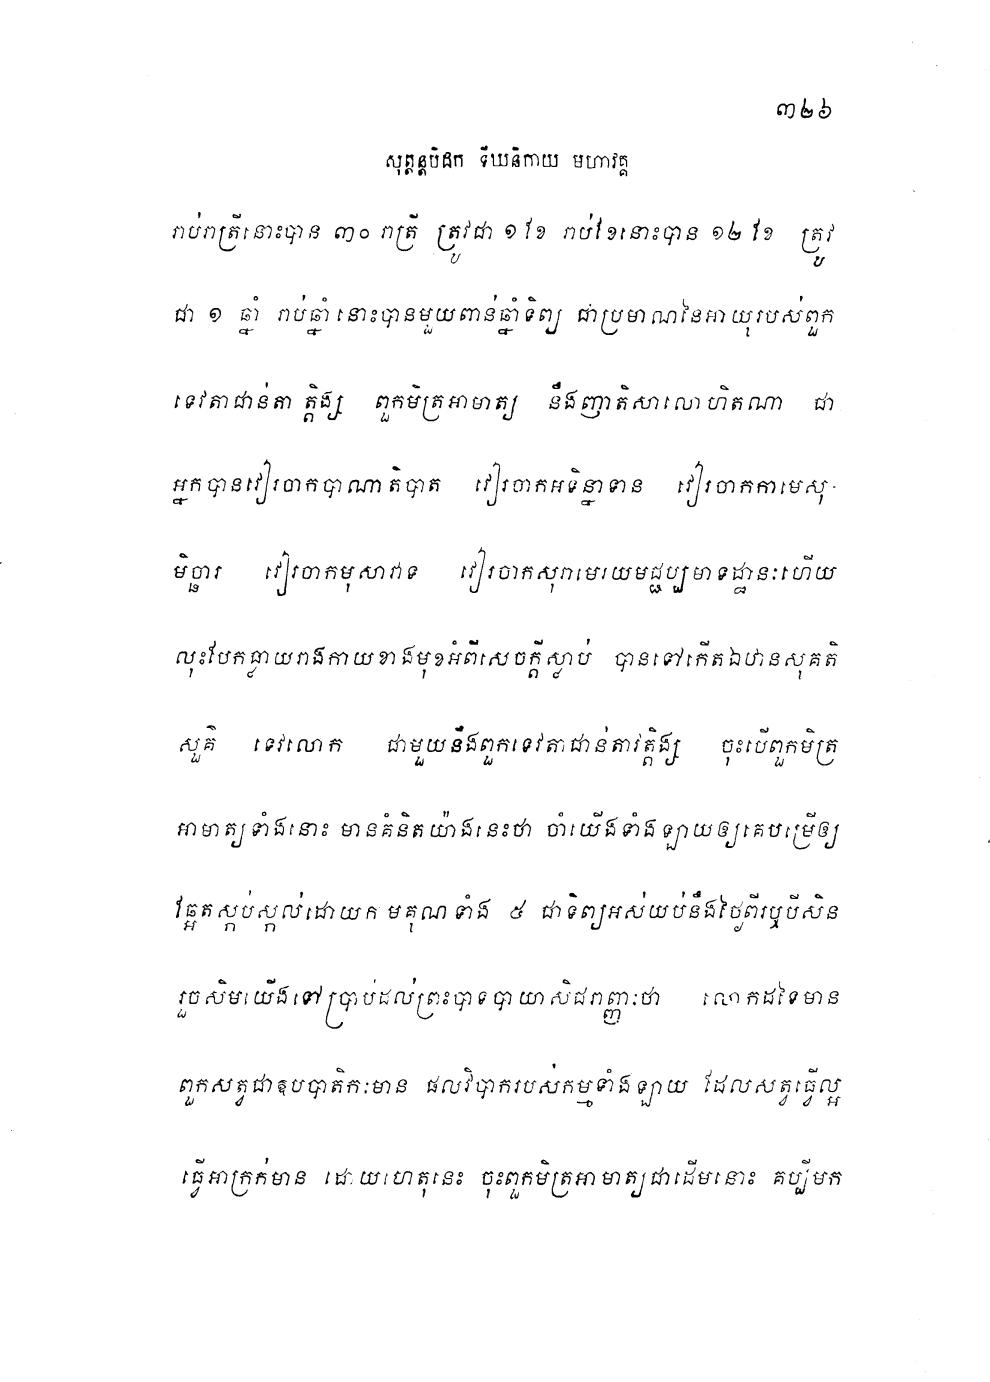 ៣២៦
សុត្តន្តបិដក ទីឃនិកាយ មហាវគ្គ
រាប់រាត្រីនោះបាន ៣០ រាត្រី ត្រូវជា ១ ខែ រាប់ខែនោះបាន ១២ ខែ ត្រូវ
ជា ១ ឆ្នាំ រាប់ឆ្នាំនោះបានមួយពាន់ឆ្នាំទិព្យ ជាប្រមាណនៃអាយុរបស់ពួក
ទេវតាជាន់តាវត្តិង្ស ពួកមិត្រអាមាត្យ នឹងញាតិសាលោហិតណា ជា
អ្នកបានវៀរចាកបាណាតិបាត វៀរចាកអទិន្នាទាន វៀរចាកកាមេសុ-
មិច្ឆារ វៀរចាកមុសាវាទ វៀរចាកសុរាមេរយមជ្ជប្បមាទដ្ឋានៈហើយ
លុះបែកធ្លាយរាងកាយខាងមុខអំពីសេចក្តីស្លាប់ បានទៅកើតឯឋានសុគតិ
សួគ៌ ទេវលោក ជាមួយនឹងពួកទេវតាជាន់តាវត្តិង្ស ចុះបើពួកមិត្រ
អាមាត្យទាំងនោះ មានគំនិតយ៉ាងនេះថា ចាំយើងទាំងឡាយឲ្យគេបម្រើឲ្យ
ឆ្អែតស្កប់ស្កល់ដោយកាមគុណទាំង ៥ ជាទិព្យអស់យប់នឹងថ្ងៃពីរឬបីសិន
រួចសិមយើងទៅប្រាប់ដល់ព្រះបាទបាយាសិរាជញ្ញៈថា លោកដទៃមាន
ពួកសត្វជាឧបបាតិកៈមាន ផលវិបាករបស់កម្មទាំងឡាយ ដែលសត្វធ្វើល្អ
ធ្វើអាក្រក់មាន ដោយហេតុនេះ ចុះពួកមិត្រអាមាត្យជាដើមនោះ គប្បីមក